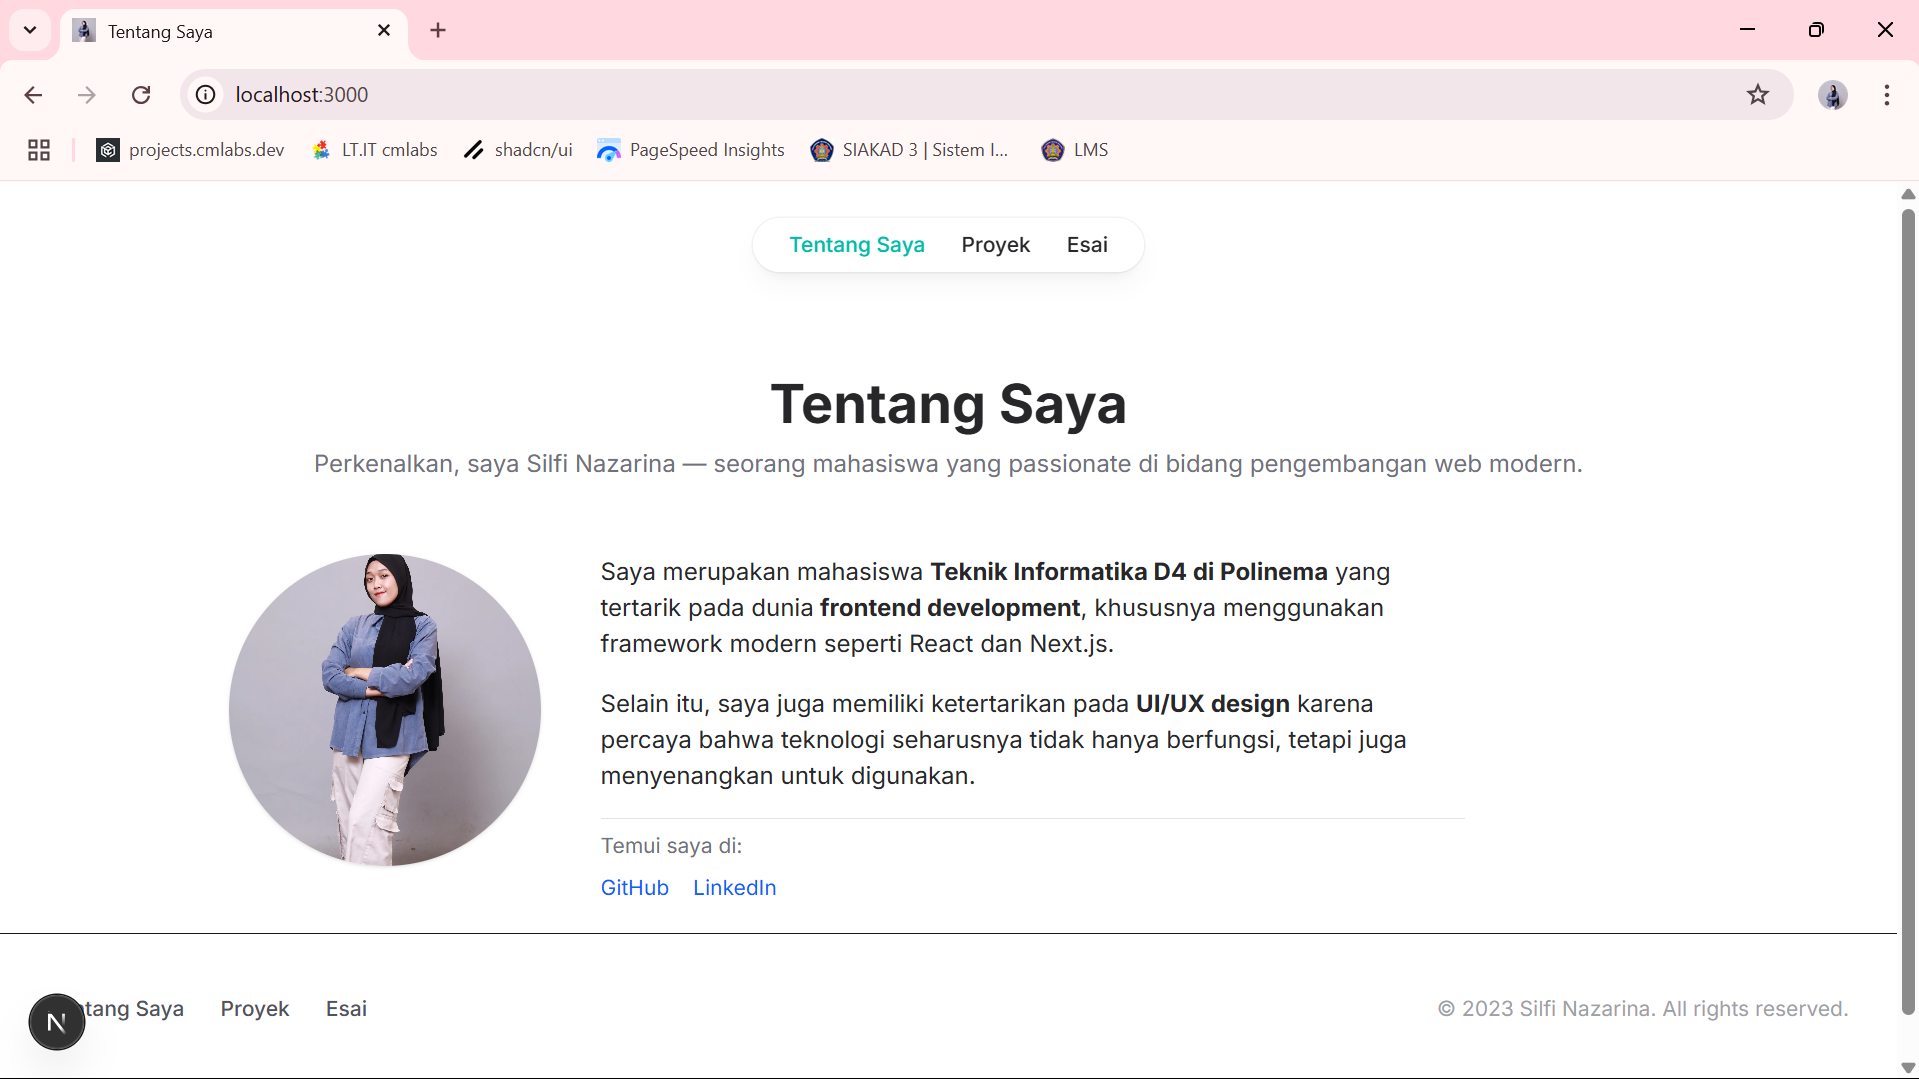 Tentang Saya
localhost:3000
projects.cmlabs.dev
LT.IT cmlabs
shadcn/ui
PageSpeed Insights
SIAKAD 3 | Sistem I...
LMS
Tentang Saya
Proyek
Esai
Tentang Saya
Perkenalkan, saya Silfi Nazarina — seorang mahasiswa yang passionate di bidang pengembangan web modern.
Saya merupakan mahasiswa Teknik Informatika D4 di Polinema yang
tertarik pada dunia frontend development, khususnya menggunakan
framework modern seperti React dan Next.js.
Selain itu, saya juga memiliki ketertarikan pada UI/UX design karena
percaya bahwa teknologi seharusnya tidak hanya berfungsi, tetapi juga
menyenangkan untuk digunakan.
Temui saya di:
GitHub
LinkedIn
N
tang Saya
Proyek
Esai
© 2023 Silfi Nazarina. All rights reserved.